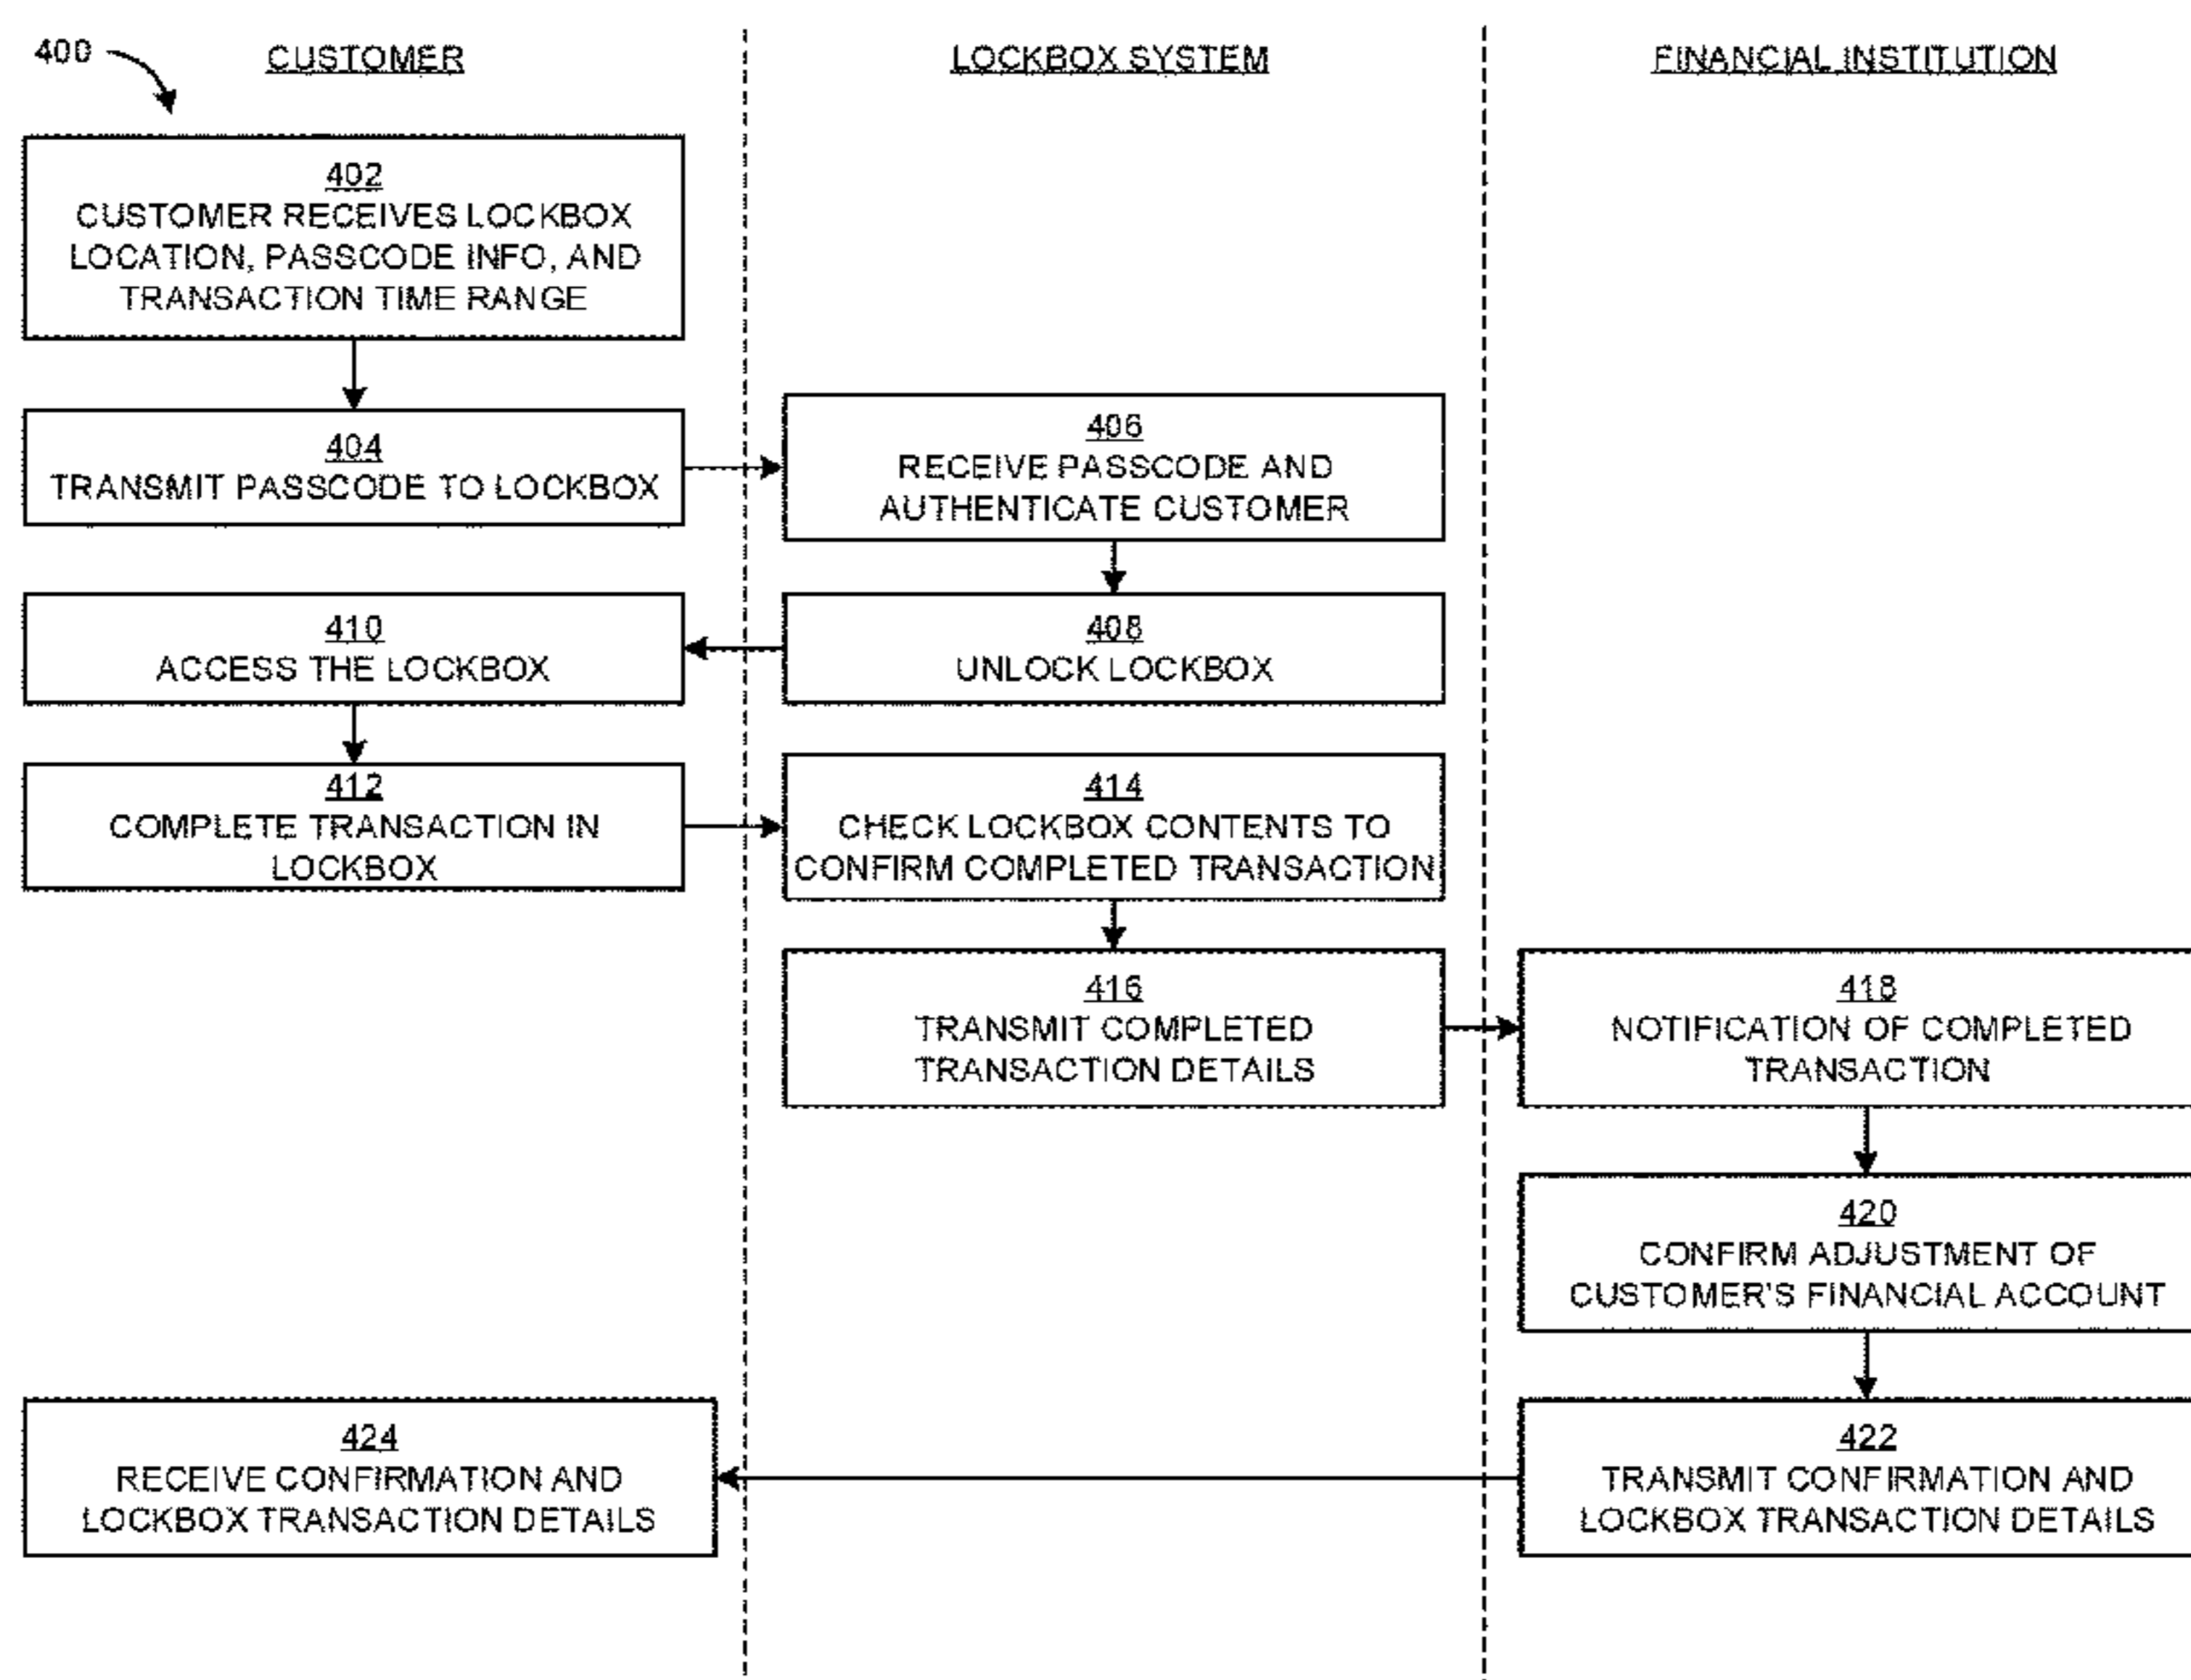 400
CUSTOMER
LOCKBOX SYSTEM
FINANCIAL INSTITUTION
402
CUSTOMER RECEIVES LOCKBOX
LOCATION, PASSCODE INFO, AND
TRANSACTION TIME RANGE
404
TRANSMIT PASSCODE TO LOCKBOX
406
RECEIVE PASSCODE AND
AUTHENTICATE CUSTOMER
408
UNLOCK LOCKBOX
410
ACCESS THE LOCKBOX
412
COMPLETE TRANSACTION IN
LOCKBOX
414
CHECK LOCKBOX CONTENTS TO
CONFIRM COMPLETED TRANSACTION
416
TRANSMIT COMPLETED
TRANSACTION DETAILS
418
NOTIFICATION OF COMPLETED
TRANSACTION
420
CONFIRM ADJUSTMENT OF
CUSTOMER'S FINANCIAL ACCOUNT
422
TRANSMIT CONFIRMATION AND
LOCKBOX TRANSACTION DETAILS
424
RECEIVE CONFIRMATION AND
LOCKBOX TRANSACTION DETAILS